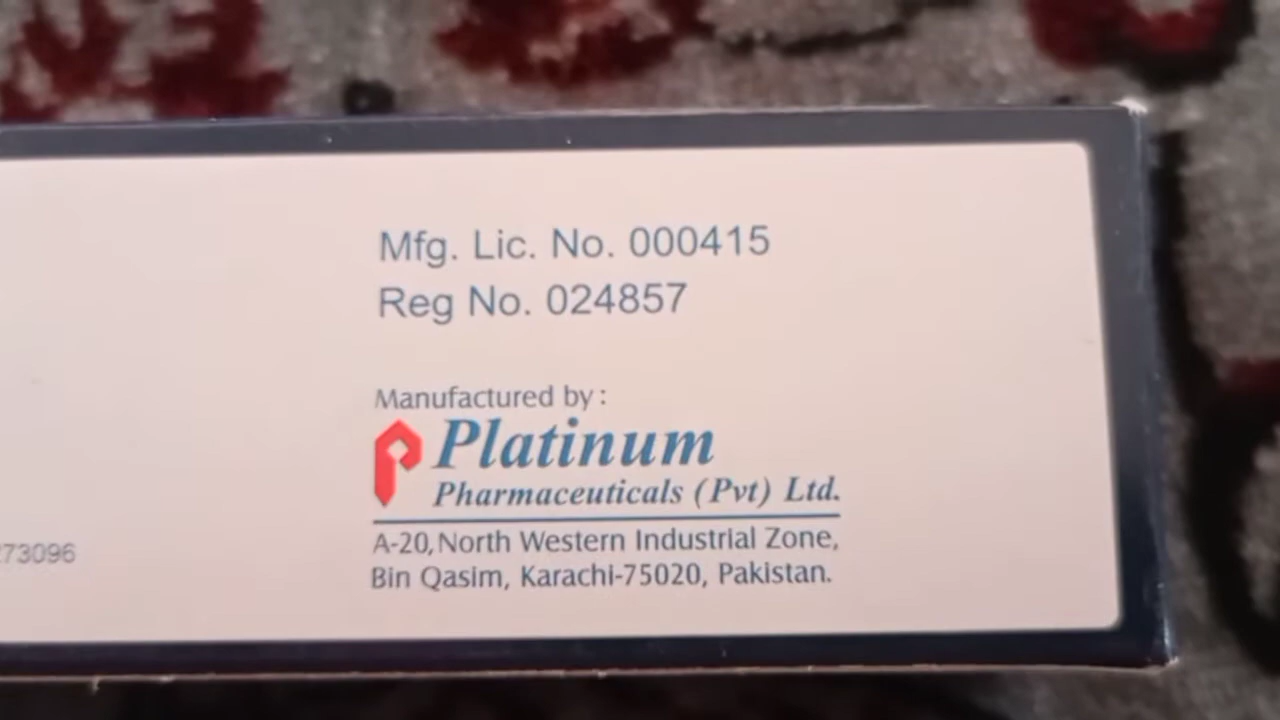 Mfg. Lic. No. 000415
Reg No. 024857
Manufactured by :
Platinum
Pharmaceuticals (Pvt) Ltd.
A-20, North Western Industrial Zone,
Bin Qasim, Karachi-75020, Pakistan.
73096